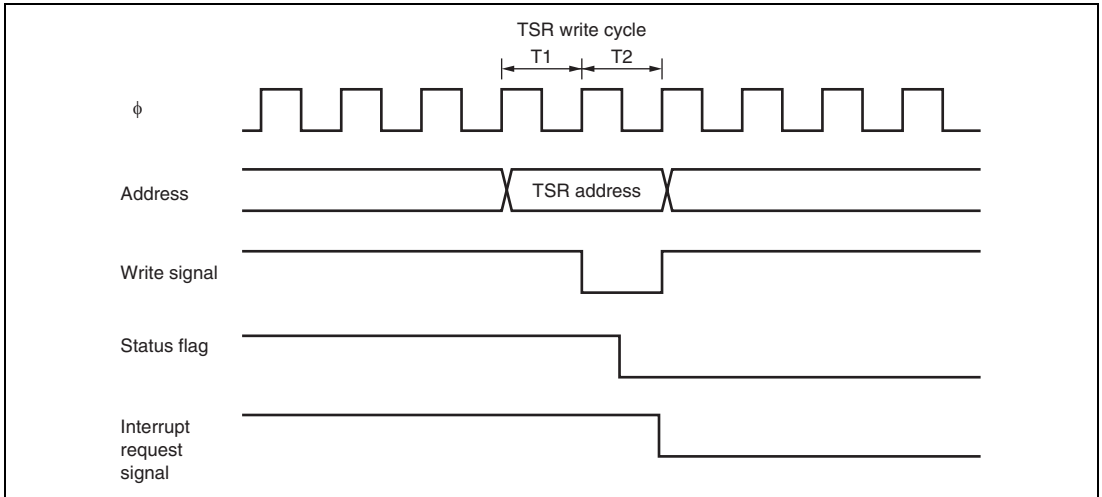 TSR write cycle
T1 T2
ϕ
Address
TSR address
Write signal
Status flag
Interrupt
request
signal